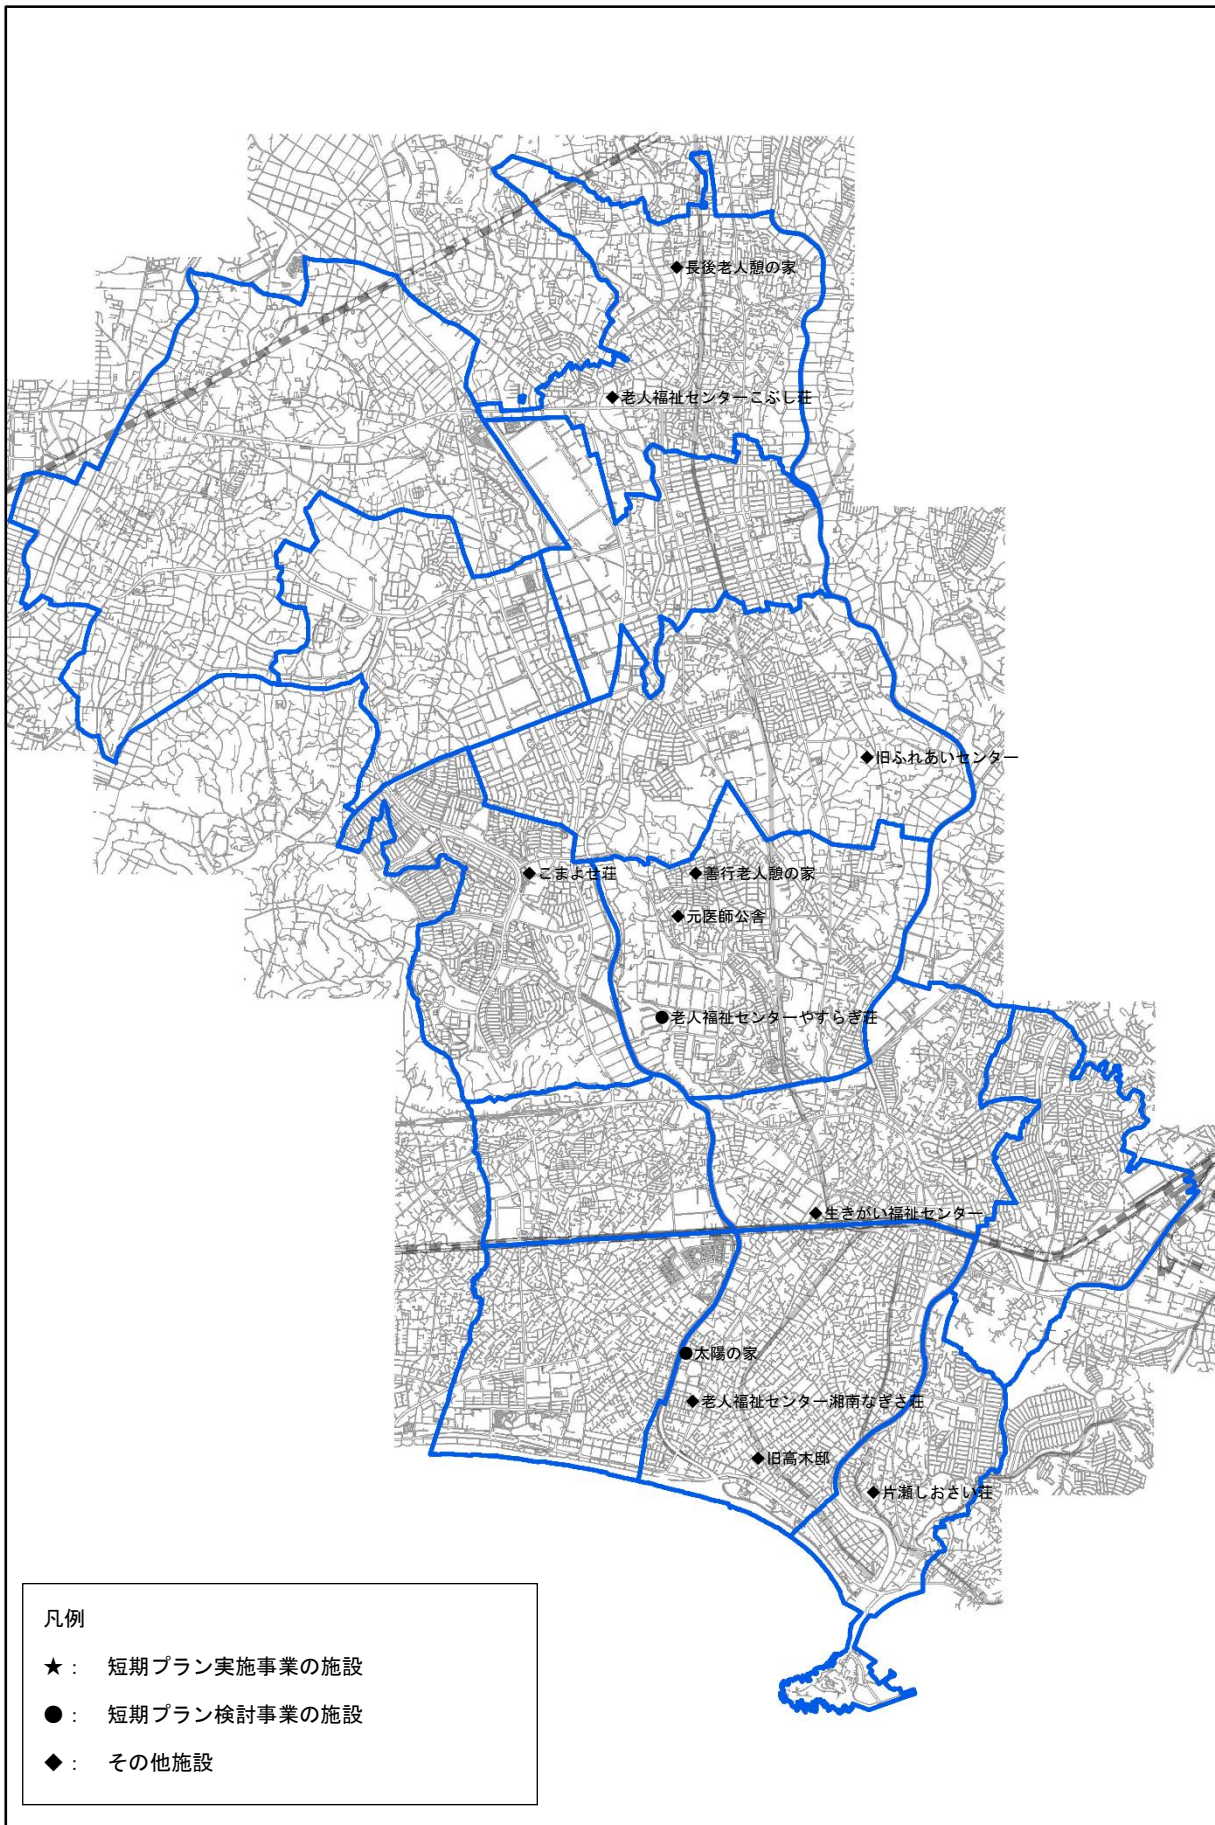 ◆長後老人憩の家
◆老人福祉センターこぶし荘
◆旧ふれあいセンター
◆こまよせ荘
◆善行老人憩の家
◆元医師公舎
●老人福祉センターやすらぎ荘
◆生きがい福祉センター
●太陽の家
◆老人福祉センター湘南なぎさ荘
◆旧高木邸
◆片瀬しおさい荘
凡例
★： 短期プラン実施事業の施設
●： 短期プラン検討事業の施設
◆： その他施設